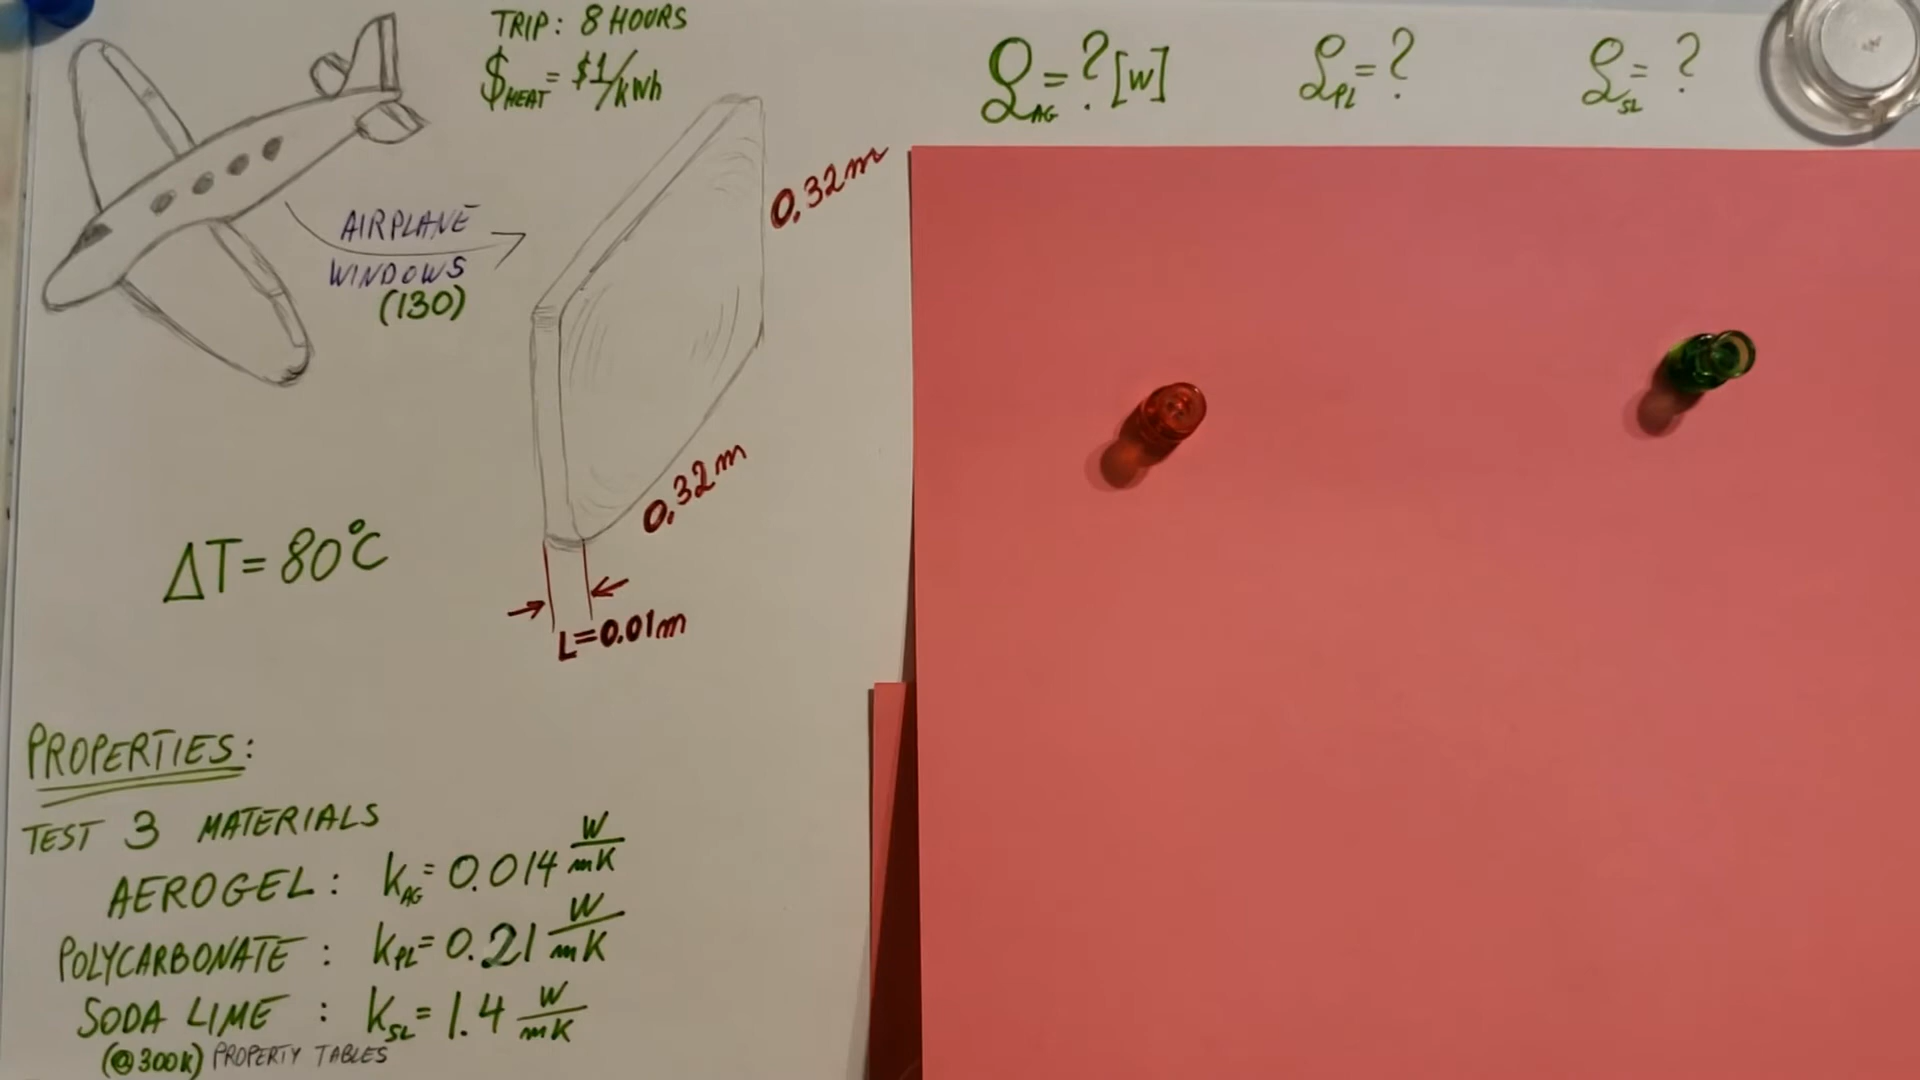 TRIP: 8 HOURS
$HEAT = $1/kWh
AIRPLANE
WINDOWS
(130)
0.32m
0.32m
L=0.01m
ΔT= 80°C
PROPERTIES:
TEST 3 MATERIALS
AEROGEL: kAG= 0.014 W/mK
POLYCARBONATE : kPL= 0.21 W/mK
SODA LIME : kSL= 1.4 W/mK
(@300K) PROPERTY TABLES
QAG= ? [W]
QPL= ?
QSL= ?